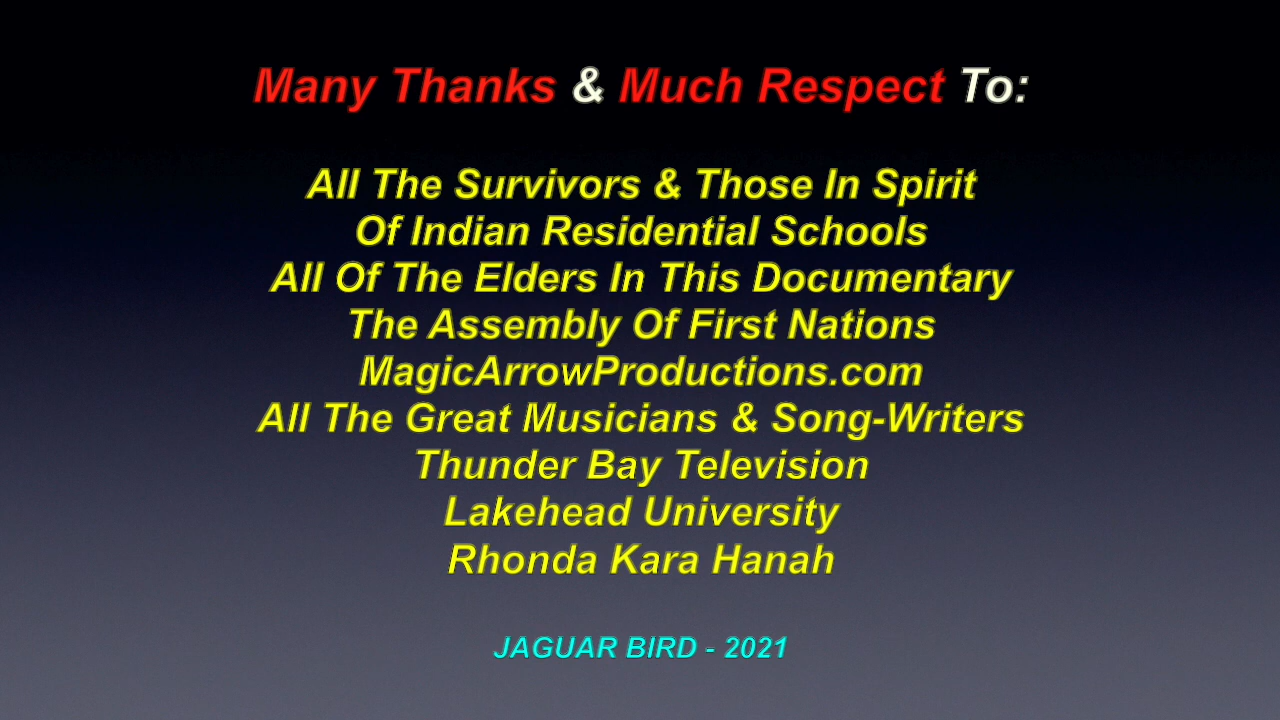 Many Thanks & Much Respect To:
All The Survivors & Those In Spirit
Of Indian Residential Schools
All Of The Elders In This Documentary
The Assembly Of First Nations
MagicArrowProductions.com
All The Great Musicians & Song-Writers
Thunder Bay Television
Lakehead University
Rhonda Kara Hanah
JAGUAR BIRD - 2021